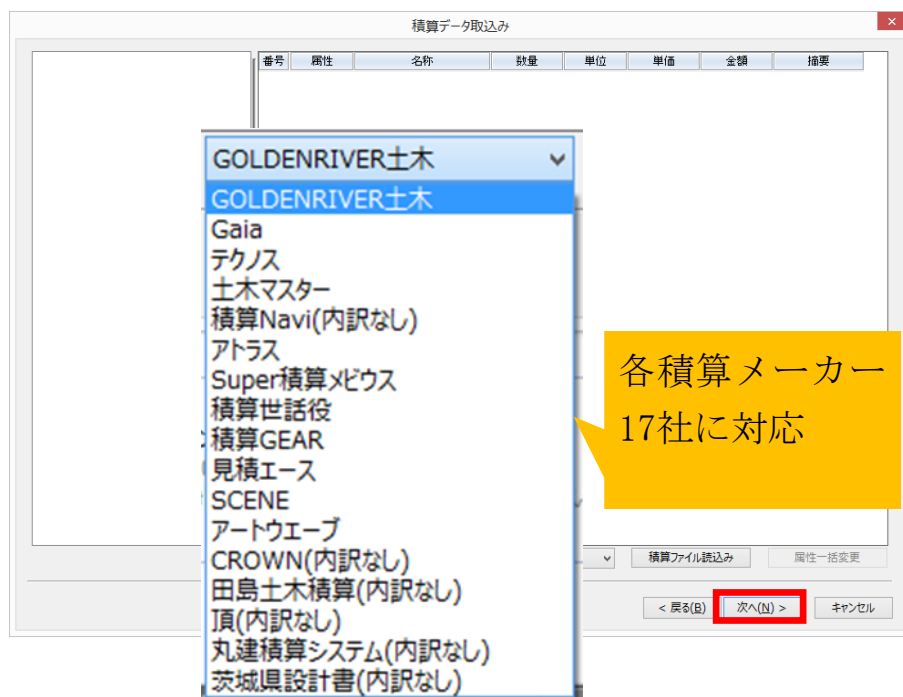 積算データ取込み
番号 属性 名称 数量 単位 単価 金額 摘要
GOLDENRIVER土木
GOLDENRIVER土木
Gaia
テクノス
土木マスター
積算Navi(内訳なし)
アトラス
Super積算メビウス
積算世話役
積算GEAR
見積エース
SCENE
アートウエーブ
CROWN(内訳なし)
田島土木積算(内訳なし)
頂(内訳なし)
丸建積算システム(内訳なし)
茨城県設計書(内訳なし)
各積算メーカー
17社に対応
積算ファイル読込み 属性一括変更
< 戻る(B) 次へ(N) > キャンセル